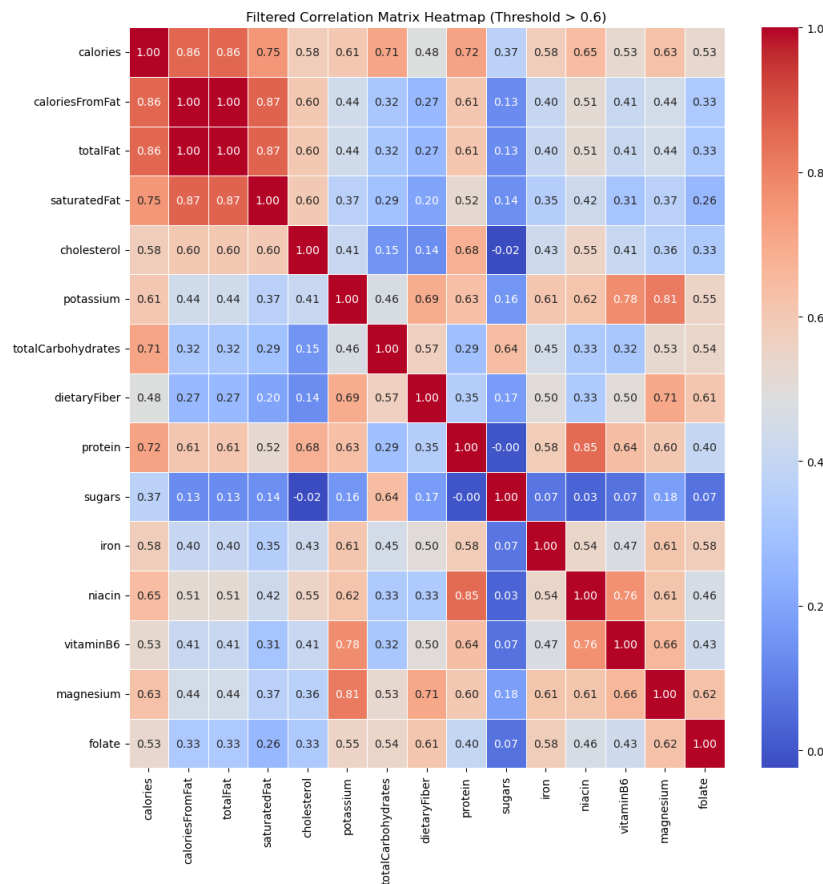 Filtered Correlation Matrix Heatmap (Threshold > 0.6)
calories 1.00 0.86 0.86 0.75 0.58 0.61 0.71 0.48 0.72 0.37 0.58 0.65 0.53 0.63 0.53
caloriesFromFat 0.86 1.00 1.00 0.87 0.60 0.44 0.32 0.27 0.61 0.13 0.40 0.51 0.41 0.44 0.33
totalFat 0.86 1.00 1.00 0.87 0.60 0.44 0.32 0.27 0.61 0.13 0.40 0.51 0.41 0.44 0.33
saturatedFat 0.75 0.87 0.87 1.00 0.60 0.37 0.29 0.20 0.52 0.14 0.35 0.42 0.31 0.37 0.26
cholesterol 0.58 0.60 0.60 0.60 1.00 0.41 0.15 0.14 0.68 -0.02 0.43 0.55 0.41 0.36 0.33
potassium 0.61 0.44 0.44 0.37 0.41 1.00 0.46 0.69 0.63 0.16 0.61 0.62 0.78 0.81 0.55
totalCarbohydrates 0.71 0.32 0.32 0.29 0.15 0.46 1.00 0.57 0.29 0.64 0.45 0.33 0.32 0.53 0.54
dietaryFiber 0.48 0.27 0.27 0.20 0.14 0.69 0.57 1.00 0.35 0.17 0.50 0.33 0.50 0.71 0.61
protein 0.72 0.61 0.61 0.52 0.68 0.63 0.29 0.35 1.00 -0.00 0.58 0.85 0.64 0.60 0.40
sugars 0.37 0.13 0.13 0.14 -0.02 0.16 0.64 0.17 -0.00 1.00 0.07 0.03 0.07 0.18 0.07
iron 0.58 0.40 0.40 0.35 0.43 0.61 0.45 0.50 0.58 0.07 1.00 0.54 0.47 0.61 0.58
niacin 0.65 0.51 0.51 0.42 0.55 0.62 0.33 0.33 0.85 0.03 0.54 1.00 0.76 0.61 0.46
vitaminB6 0.53 0.41 0.41 0.31 0.41 0.78 0.32 0.50 0.64 0.07 0.47 0.76 1.00 0.66 0.43
magnesium 0.63 0.44 0.44 0.37 0.36 0.81 0.53 0.71 0.60 0.18 0.61 0.61 0.66 1.00 0.62
folate 0.53 0.33 0.33 0.26 0.33 0.55 0.54 0.61 0.40 0.07 0.58 0.46 0.43 0.62 1.00
calories
caloriesFromFat
totalFat
saturatedFat
cholesterol
potassium
totalCarbohydrates
dietaryFiber
protein
sugars
iron
niacin
vitaminB6
magnesium
folate
1.0
0.8
0.6
0.4
0.2
0.0